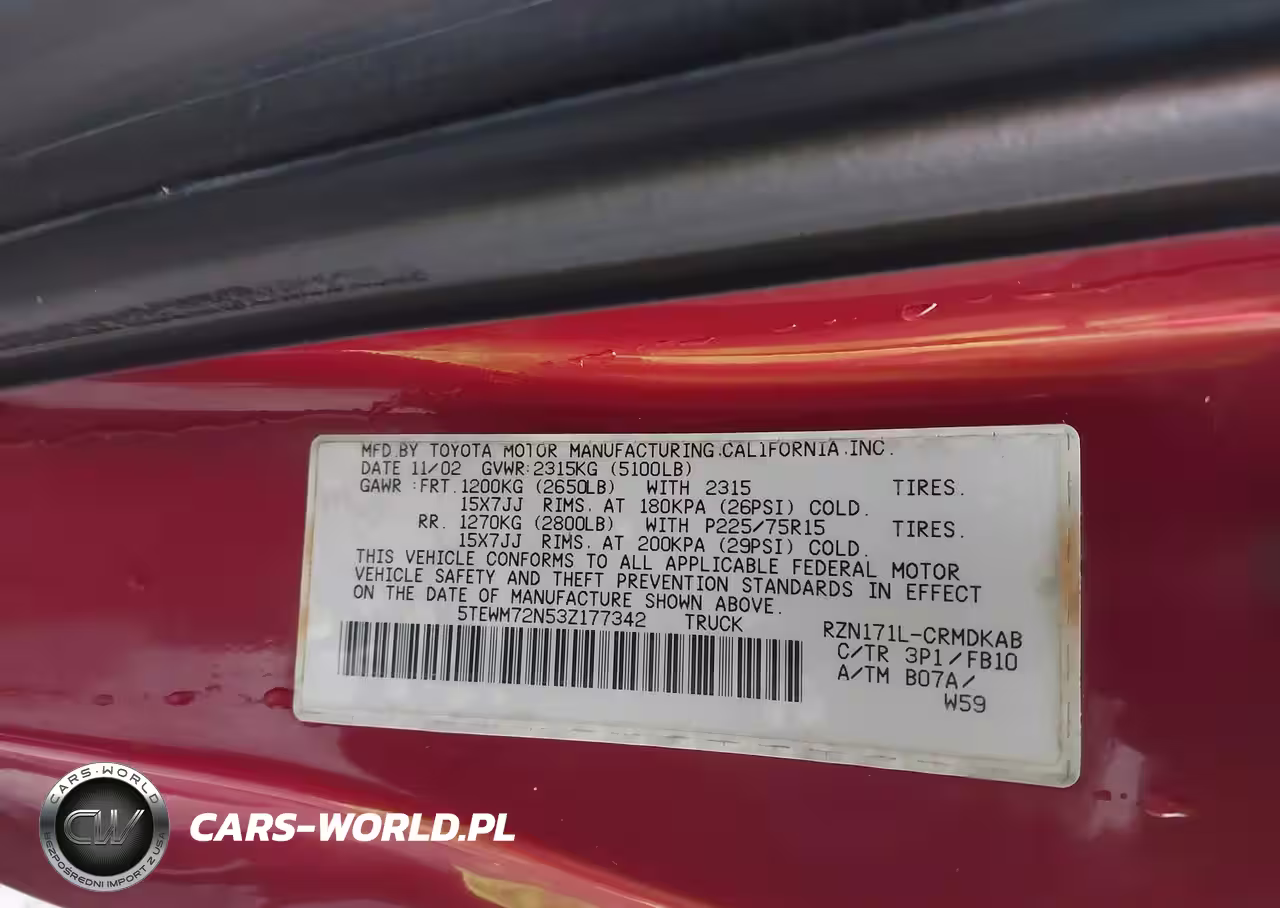 MFD.BY TOYOTA MOTOR MANUFACTURING.CALIFORNIA.INC.
DATE 11/02 GVWR:2315KG (5100LB)
GAWR :FRT.1200KG (2650LB) WITH 2315 TIRES.
15X7JJ RIMS. AT 180KPA (26PSI) COLD.
RR. 1270KG (2800LB) WITH P225/75R15 TIRES.
15X7JJ RIMS. AT 200KPA (29PSI) COLD.
THIS VEHICLE CONFORMS TO ALL APPLICABLE FEDERAL MOTOR
VEHICLE SAFETY AND THEFT PREVENTION STANDARDS IN EFFECT
ON THE DATE OF MANUFACTURE SHOWN ABOVE.
5TEWM72N53Z177342 TRUCK
RZN171L-CRMDKAB
C/TR 3P1/FB10
A/TM B07A/
W59
CARS-WORLD
CW
BEZPOŚREDNI IMPORT Z USA
CARS-WORLD.PL